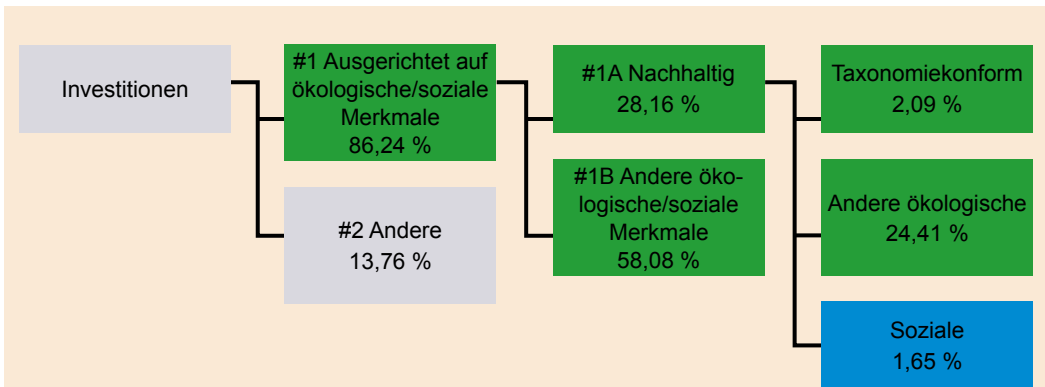 Investitionen
#1 Ausgerichtet auf
ökologische/soziale
Merkmale
86,24 %
#2 Andere
13,76 %
#1A Nachhaltig
28,16 %
#1B Andere öko-
logische/soziale
Merkmale
58,08 %
Taxonomiekonform
2,09 %
Andere ökologische
24,41 %
Soziale
1,65 %